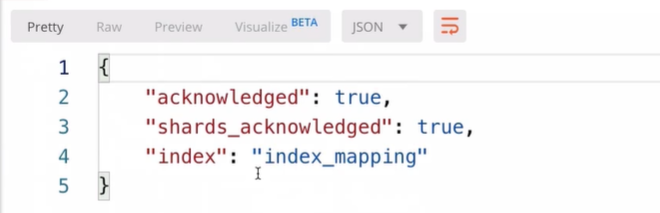 Pretty Raw Preview Visualize BETA JSON
1 {
2 "acknowledged": true,
3 "shards_acknowledged": true,
4 "index": "index_mapping"
5 }